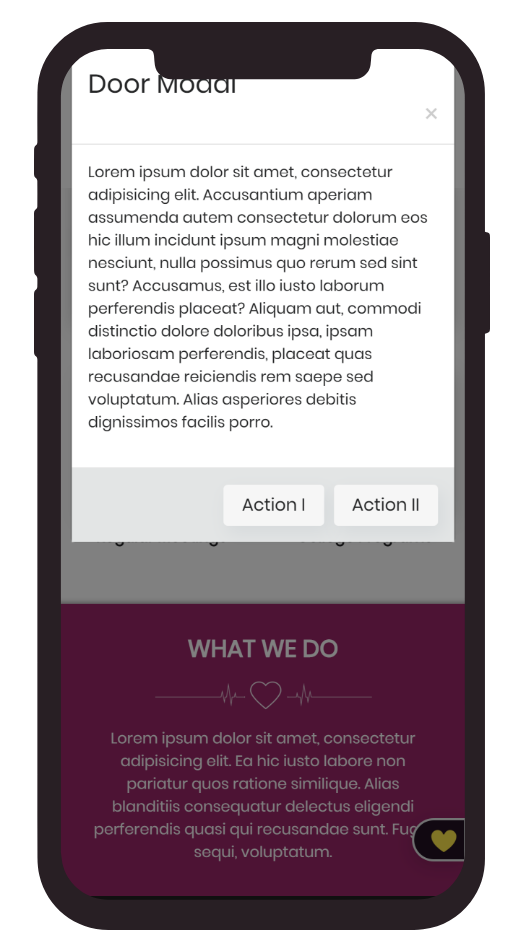 Door Modal
×
Lorem ipsum dolor sit amet, consectetur
adipisicing elit. Accusantium aperiam
assumenda autem consectetur dolorum eos
hic illum incidunt ipsum magni molestiae
nesciunt, nulla possimus quo rerum sed sint
sunt? Accusamus, est illo iusto laborum
perferendis placeat? Aliquam aut, commodi
distinctio dolore doloribus ipsa, ipsam
laboriosam perferendis, placeat quas
recusandae reiciendis rem saepe sed
voluptatum. Alias asperiores debitis
dignissimos facilis porro.
Action I
Action II
WHAT WE DO
Lorem ipsum dolor sit amet, consectetur
adipisicing elit. Ea hic iusto labore non
pariatur quos ratione similique. Alias
blanditiis consequatur delectus eligendi
perferendis quasi qui recusandae sunt.
sequi, voluptatum.